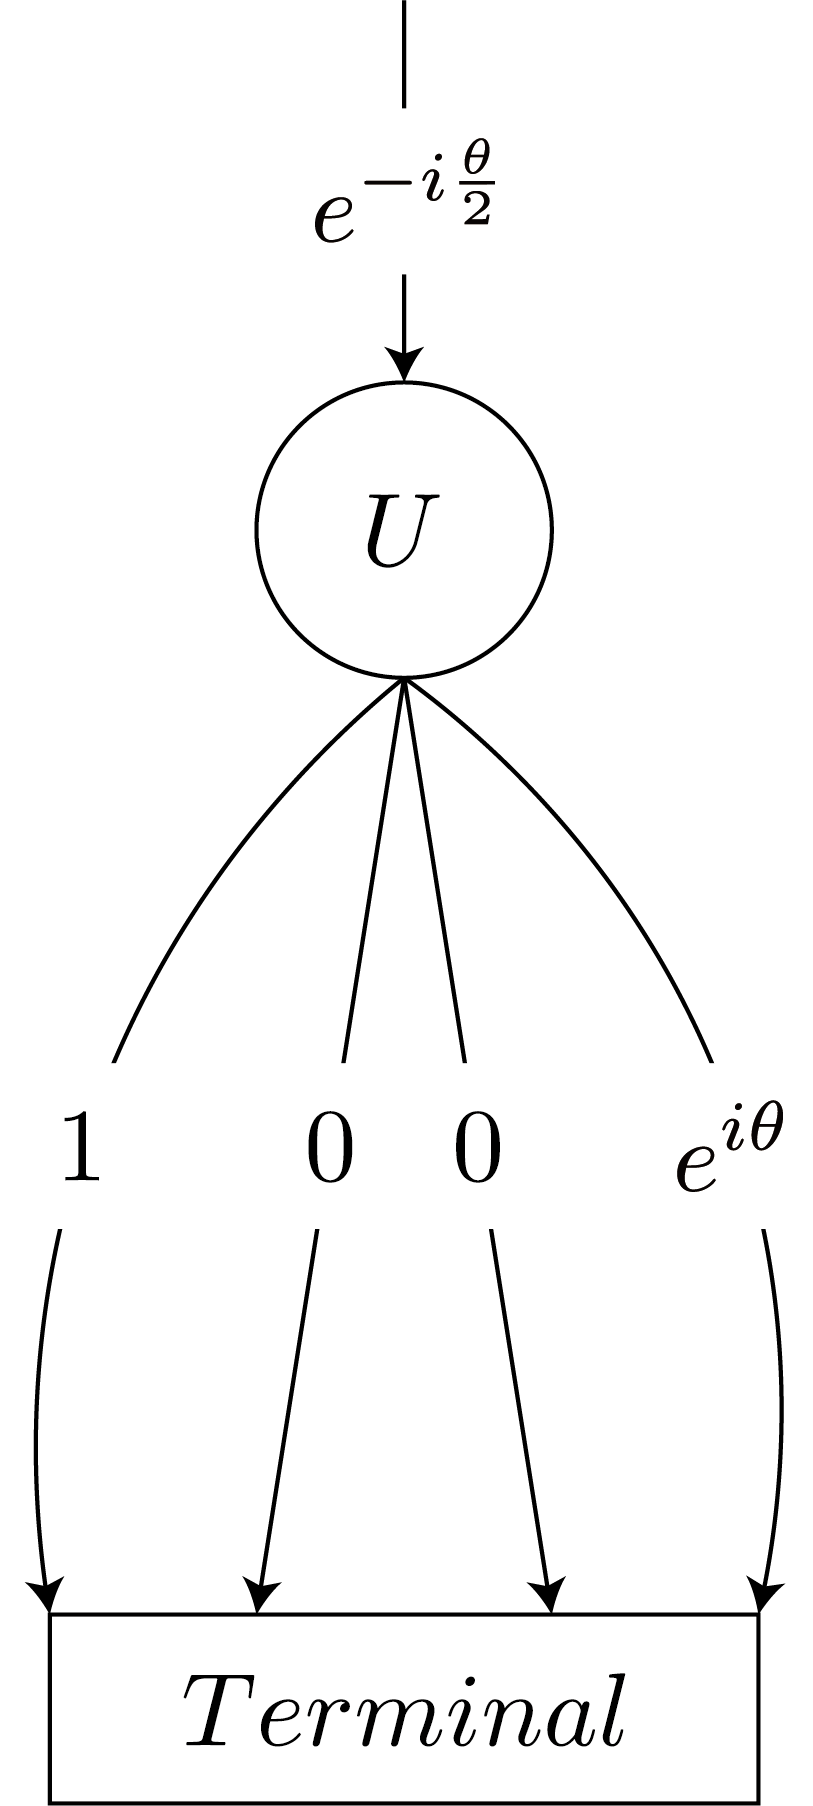 e^{-i\frac{\theta}{2}}
U
1 0 0 e^{i\theta}
Terminal